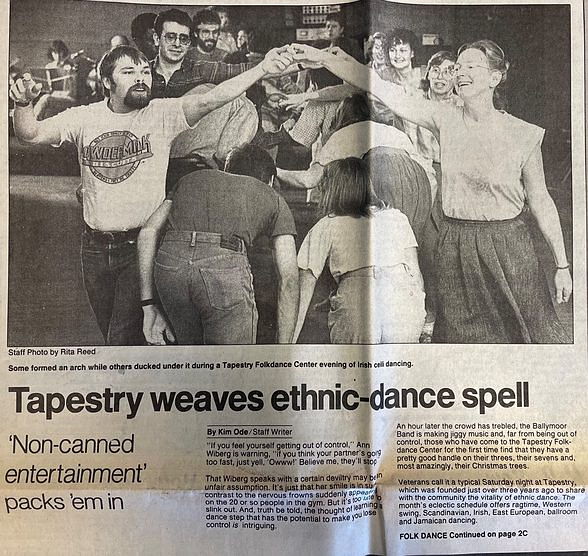 POWDERMILK
BISCUITS
Staff Photo by Rita Reed
Some formed an arch while others ducked under it during a Tapestry Folkdance Center evening of Irish celi dancing.
Tapestry weaves ethnic-dance spell
'Non-canned
entertainment'
packs 'em in
By Kim Ode/Staff Writer
"If you feel yourself getting out of control," Ann
Wiberg is warning, "if you think your partner's going
too fast, just yell, 'Owww!' Believe me, they'll stop.
That Wiberg speaks with a certain deviltry may be an
unfair assumption. It's just that her smile is in such
contrast to the nervous frowns suddenly appearing
on the 20 or so people in the gym. But it's too late to
slink out. And, truth be told, the thought of learning a
dance step that has the potential to make you lose
control is intriguing.
An hour later the crowd has trebled, the Ballymor
Band is making jiggy music and, far from being out of
control, those who have come to the Tapestry Folk-
dance Center for the first time find that they have a
pretty good handle on their threes, their sevens and,
most amazingly, their Christmas trees.
Veterans call it a typical Saturday night at Tapestry,
which was founded just over three years ago to share
with the community the vitality of ethnic dance. The
month's eclectic schedule offers ragtime, Western
swing, Scandinavian, Irish, East European, ballroom
and Jamaican dancing.
FOLK DANCE Continued on page 2C